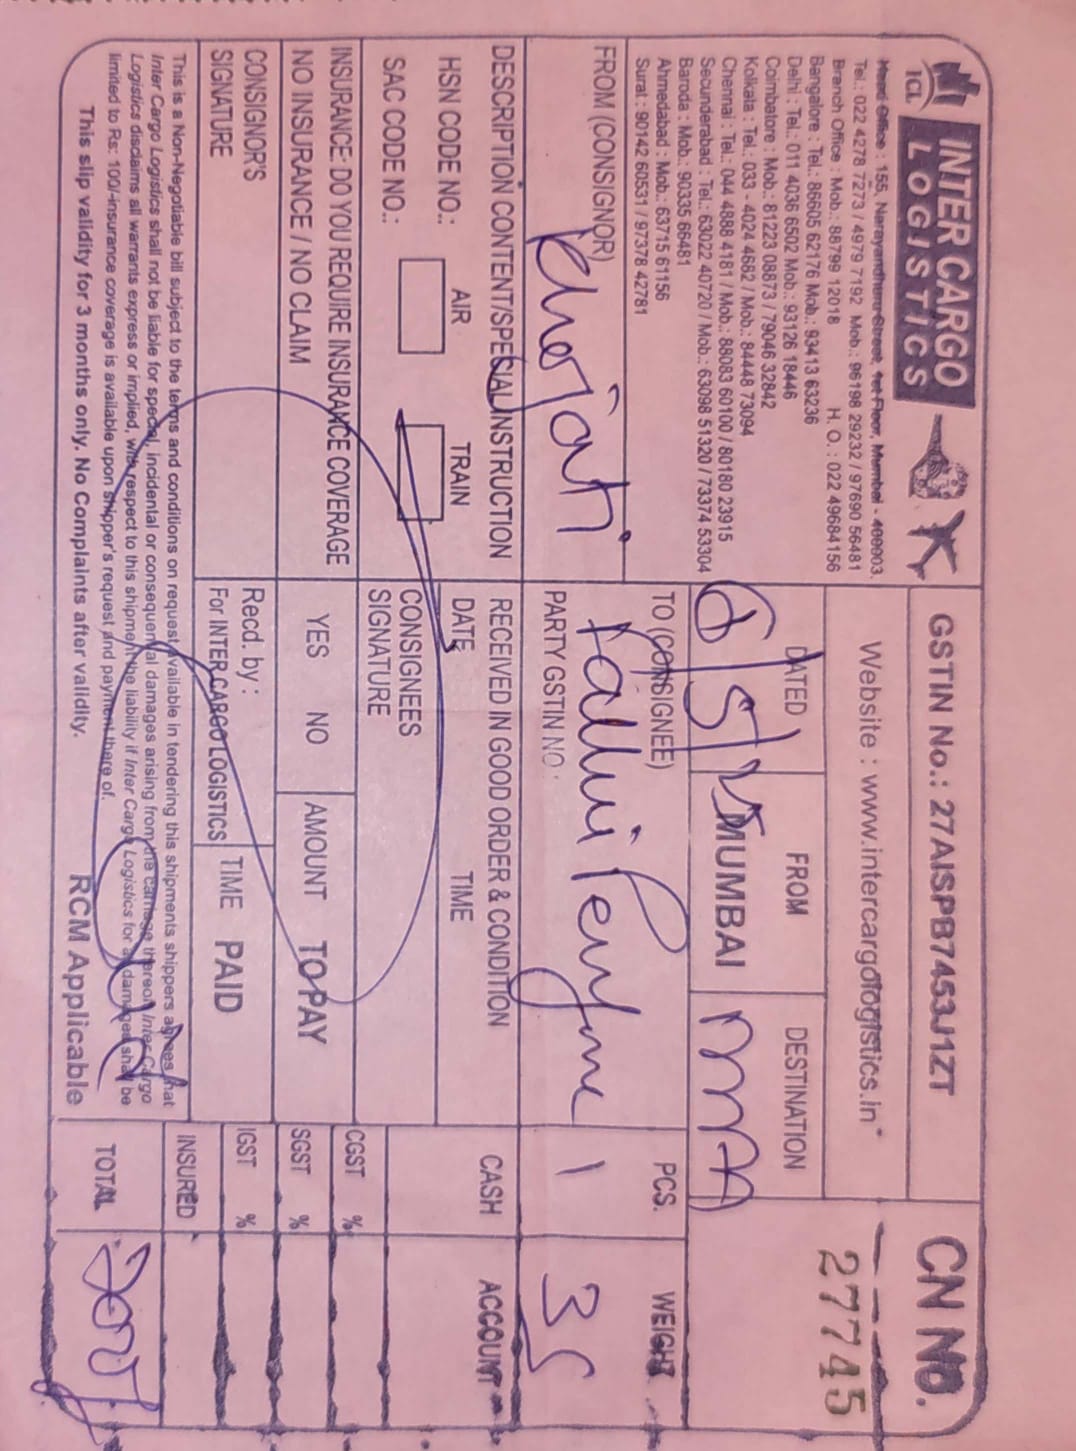 ICL
INTER CARGO
LOGISTICS
GSTIN No.: 27AISPB7453J1ZT
CN No.
27745
Head Office : 155, Narayandhuru Street, 1st Floor, Mumbai - 400003.
Tel.: 022 4278 7273 / 4979 7192 Mob.: 96198 29232 / 97690 56481
Branch Office : Mob.: 88799 12018 H. O. : 022 49684156
Bangalore : Tel.: 86605 62176 Mob.: 93413 63236
Delhi : Tel.: 011 4036 6502 Mob.: 93126 18446
Coimbatore : Mob.: 81223 08873 / 79046 32842
Kolkata : Tel.: 033 - 4024 4682 / Mob.: 84448 73094
Chennai : Tel.: 044 4888 4181 / Mob.: 88083 60100 / 80180 23915
Secunderabad : Tel.: 63022 40720 / Mob.: 63098 51320 / 73374 53304
Baroda : Mob.: 90335 66481
Ahmedabad : Mob.: 63715 61156
Surat : 90142 60531 / 97378 42781
Website : www.intercargologistics.in
DATED FROM DESTINATION
MUMBAI MAA
FROM (CONSIGNOR)
TO (CONSIGNEE)
PARTY GSTIN NO.
PCS. WEIGHT
1 35
DESCRIPTION CONTENT/SPECIAL INSTRUCTION
HSN CODE NO.: AIR TRAIN
SAC CODE NO.:
RECEIVED IN GOOD ORDER & CONDITION
DATE TIME
CONSIGNEES
SIGNATURE
CASH ACCOUNT
INSURANCE- DO YOU REQUIRE INSURANCE COVERAGE
NO INSURANCE / NO CLAIM
YES NO AMOUNT TO PAY
CGST %
SGST %
IGST %
CONSIGNOR'S
SIGNATURE
Recd. by :
For INTER CARGO LOGISTICS
TIME PAID
INSURED
This is a Non-Negotiable bill subject to the terms and conditions on request available in tendering this shipments shippers agrees that
Inter Cargo Logistics shall not be liable for special, incidental or consequental damages arising from the carriage thereon Inter Cargo
Logistics disclaims all warrants express or implied, with respect to this shipment the liability if Inter Cargo Logistics for a damages shall be
limited to Rs: 100/-insurance coverage is available upon shipper's request and payment there of.
This slip validity for 3 months only. No Complaints after validity.
RCM Applicable
TOTAL